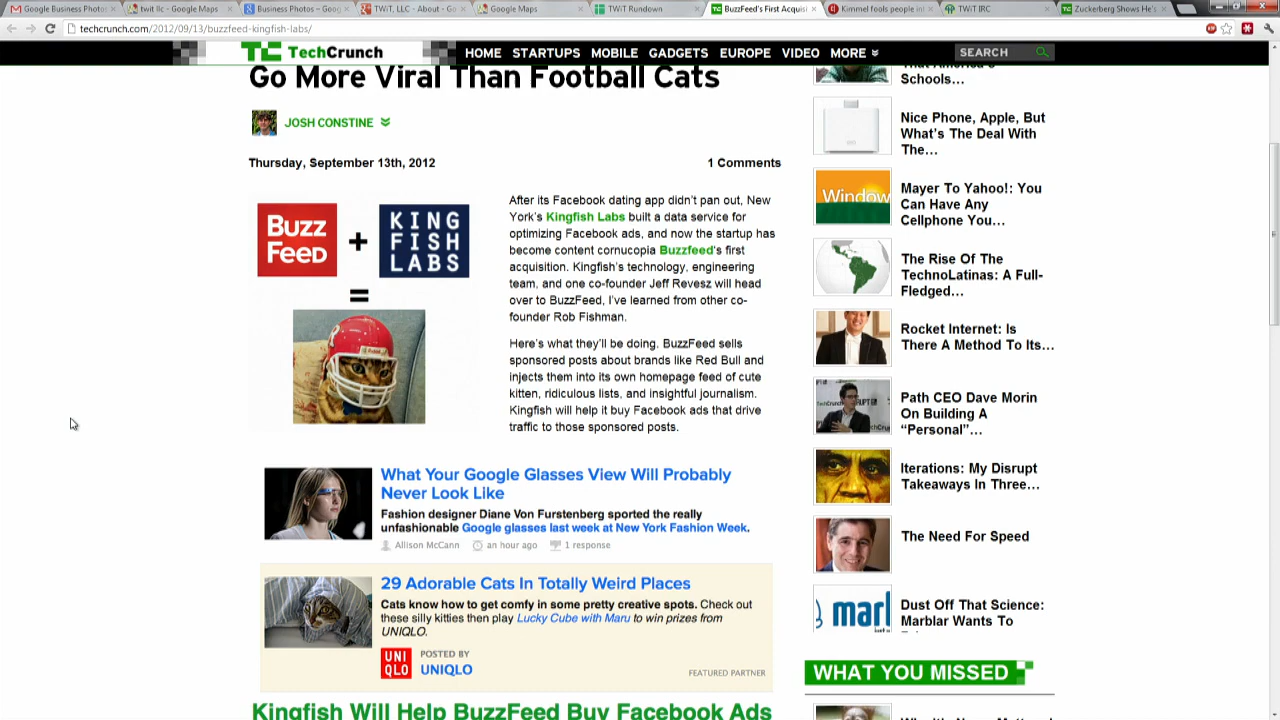 Google Business Photos
twit llc - Google Maps
Business Photos – Goog
TWiT, LLC - About - Go
Google Maps
TWiT Rundown
BuzzFeed's First Acquisi
Kimmel fools people int
TWiT IRC
Zuckerberg Shows He's
techcrunch.com/2012/09/13/buzzfeed-kingfish-labs/
TC TechCrunch
HOME STARTUPS MOBILE GADGETS EUROPE VIDEO MORE
SEARCH
Go More Viral Than Football Cats
JOSH CONSTINE
Thursday, September 13th, 2012
1 Comments
BUZZ
FEED
+
KING
FISH
LABS
=
After its Facebook dating app didn't pan out, New
York's Kingfish Labs built a data service for
optimizing Facebook ads, and now the startup has
become content cornucopia Buzzfeed's first
acquisition. Kingfish's technology, engineering
team, and one co-founder Jeff Revesz will head
over to BuzzFeed, I've learned from other co-
founder Rob Fishman.
Here's what they'll be doing. BuzzFeed sells
sponsored posts about brands like Red Bull and
injects them into its own homepage feed of cute
kitten, ridiculous lists, and insightful journalism.
Kingfish will help it buy Facebook ads that drive
traffic to those sponsored posts.
What Your Google Glasses View Will Probably
Never Look Like
Fashion designer Diane Von Furstenberg sported the really
unfashionable Google glasses last week at New York Fashion Week.
Allison McCann an hour ago 1 response
29 Adorable Cats In Totally Weird Places
Cats know how to get comfy in some pretty creative spots. Check out
these silly kitties then play Lucky Cube with Maru to win prizes from
UNIQLO.
UNI
QLO
POSTED BY
UNIQLO
FEATURED PARTNER
Kingfish Will Help BuzzFeed Buy Facebook Ads
That America's
Schools…
Nice Phone, Apple, But
What's The Deal With
The…
Window
Mayer To Yahoo!: You
Can Have Any
Cellphone You…
The Rise Of The
TechnoLatinas: A Full-
Fledged…
Rocket Internet: Is
There A Method To Its…
Path CEO Dave Morin
On Building A
“Personal”…
Iterations: My Disrupt
Takeaways In Three…
The Need For Speed
marl
Dust Off That Science:
Marblar Wants To
WHAT YOU MISSED